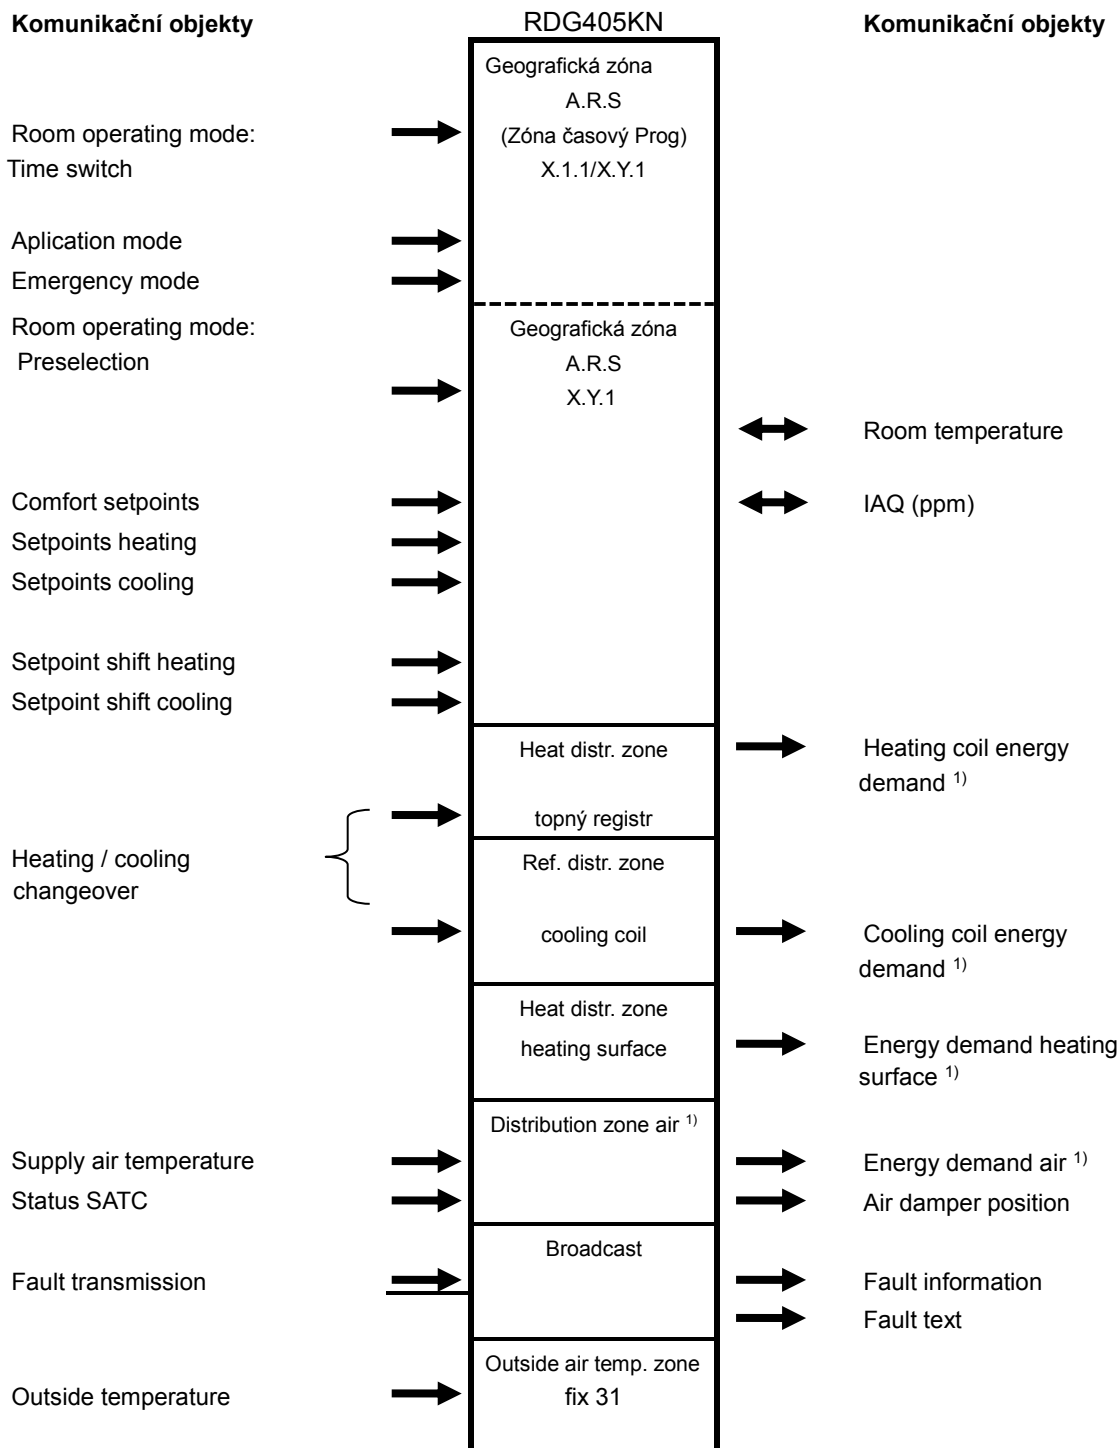 Komunikační objekty
RDG405KN
Komunikační objekty
Geografická zóna
A.R.S
(Zóna časový Prog)
X.1.1/X.Y.1
Room operating mode:
Time switch
Aplication mode
Emergency mode
Room operating mode:
Preselection
Geografická zóna
A.R.S
X.Y.1
Room temperature
Comfort setpoints
IAQ (ppm)
Setpoints heating
Setpoints cooling
Setpoint shift heating
Setpoint shift cooling
Heat distr. zone
topný registr
Heating coil energy
demand 1)
Heating / cooling
changeover
Ref. distr. zone
cooling coil
Cooling coil energy
demand 1)
Heat distr. zone
heating surface
Energy demand heating
surface 1)
Distribution zone air 1)
Supply air temperature
Energy demand air 1)
Status SATC
Air damper position
Broadcast
Fault transmission
Fault information
Fault text
Outside air temp. zone
fix 31
Outside temperature